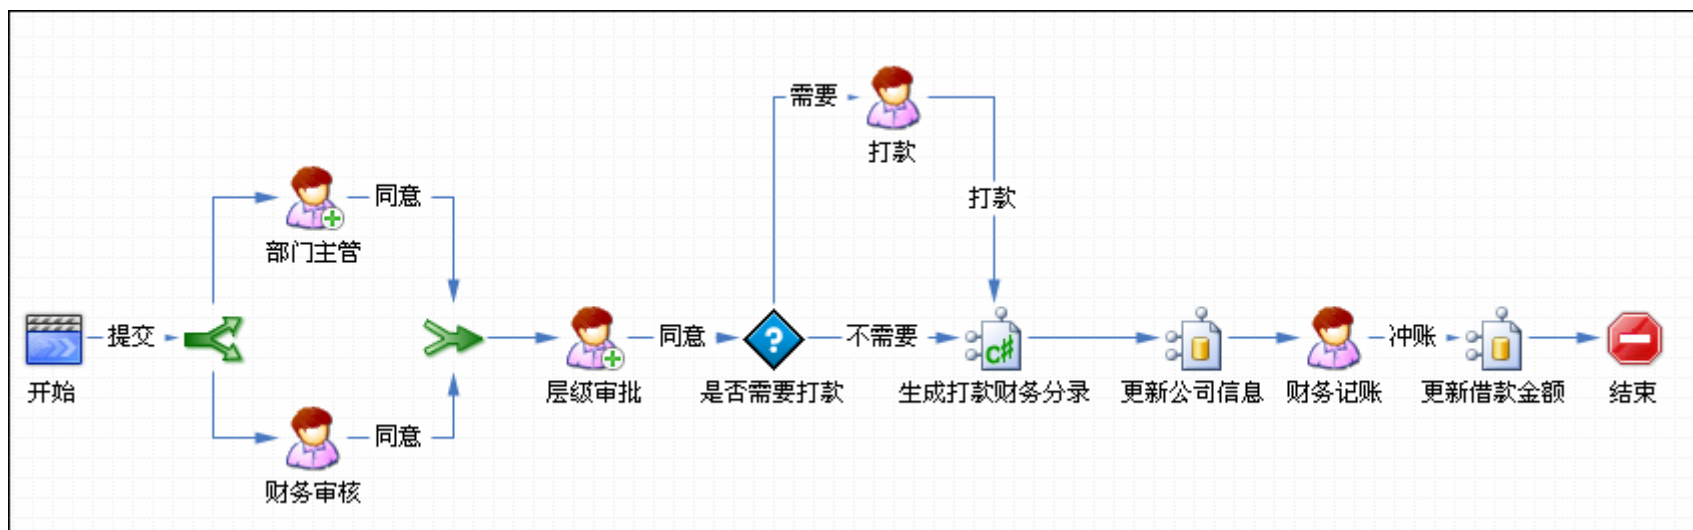 需要
打款
同意
打款
部门主管
提交
同意
不需要
冲账
开始
层级审批
是否需要打款
生成打款财务分录
更新公司信息
财务记账
更新借款金额
结束
同意
财务审核
?
C#